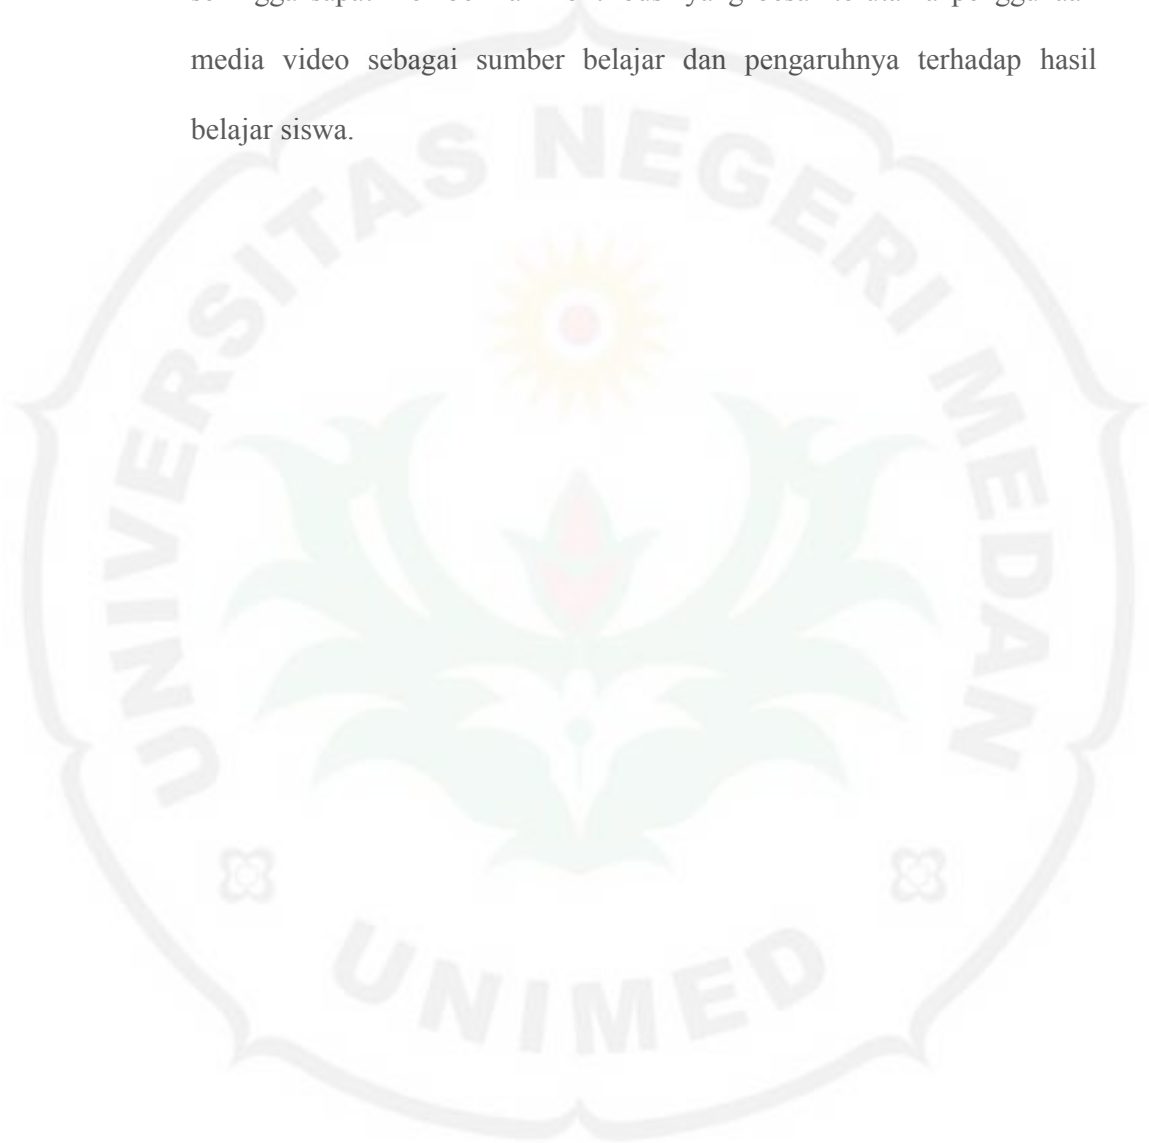 media video sebagai sumber belajar dan pengaruhnya terhadap hasil
belajar siswa.
UNIVERSITAS NEGERI MEDAN
UNIMED